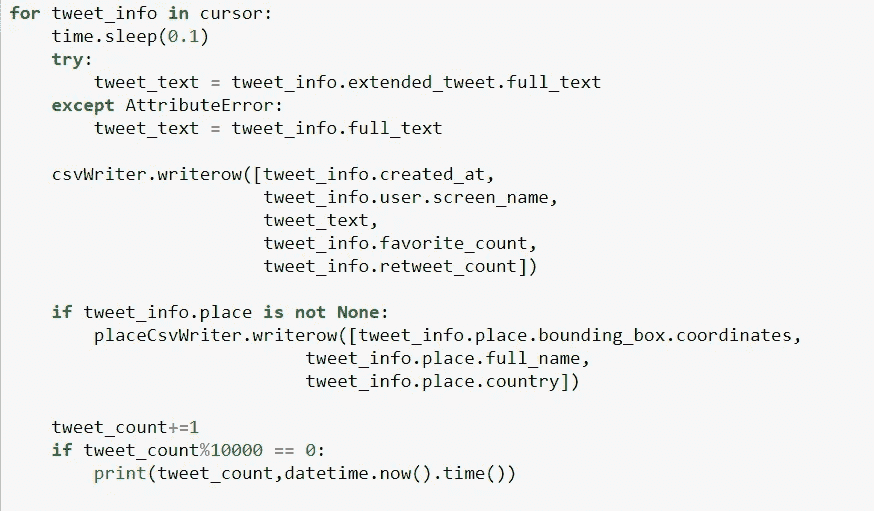 for tweet_info in cursor:
    time.sleep(0.1)
    try:
        tweet_text = tweet_info.extended_tweet.full_text
    except AttributeError:
        tweet_text = tweet_info.full_text

    csvWriter.writerow([tweet_info.created_at,
                        tweet_info.user.screen_name,
                        tweet_text,
                        tweet_info.favorite_count,
                        tweet_info.retweet_count])

    if tweet_info.place is not None:
        placeCsvWriter.writerow([tweet_info.place.bounding_box.coordinates,
                            tweet_info.place.full_name,
                            tweet_info.place.country])

    tweet_count+=1
    if tweet_count%10000 == 0:
        print(tweet_count,datetime.now().time())